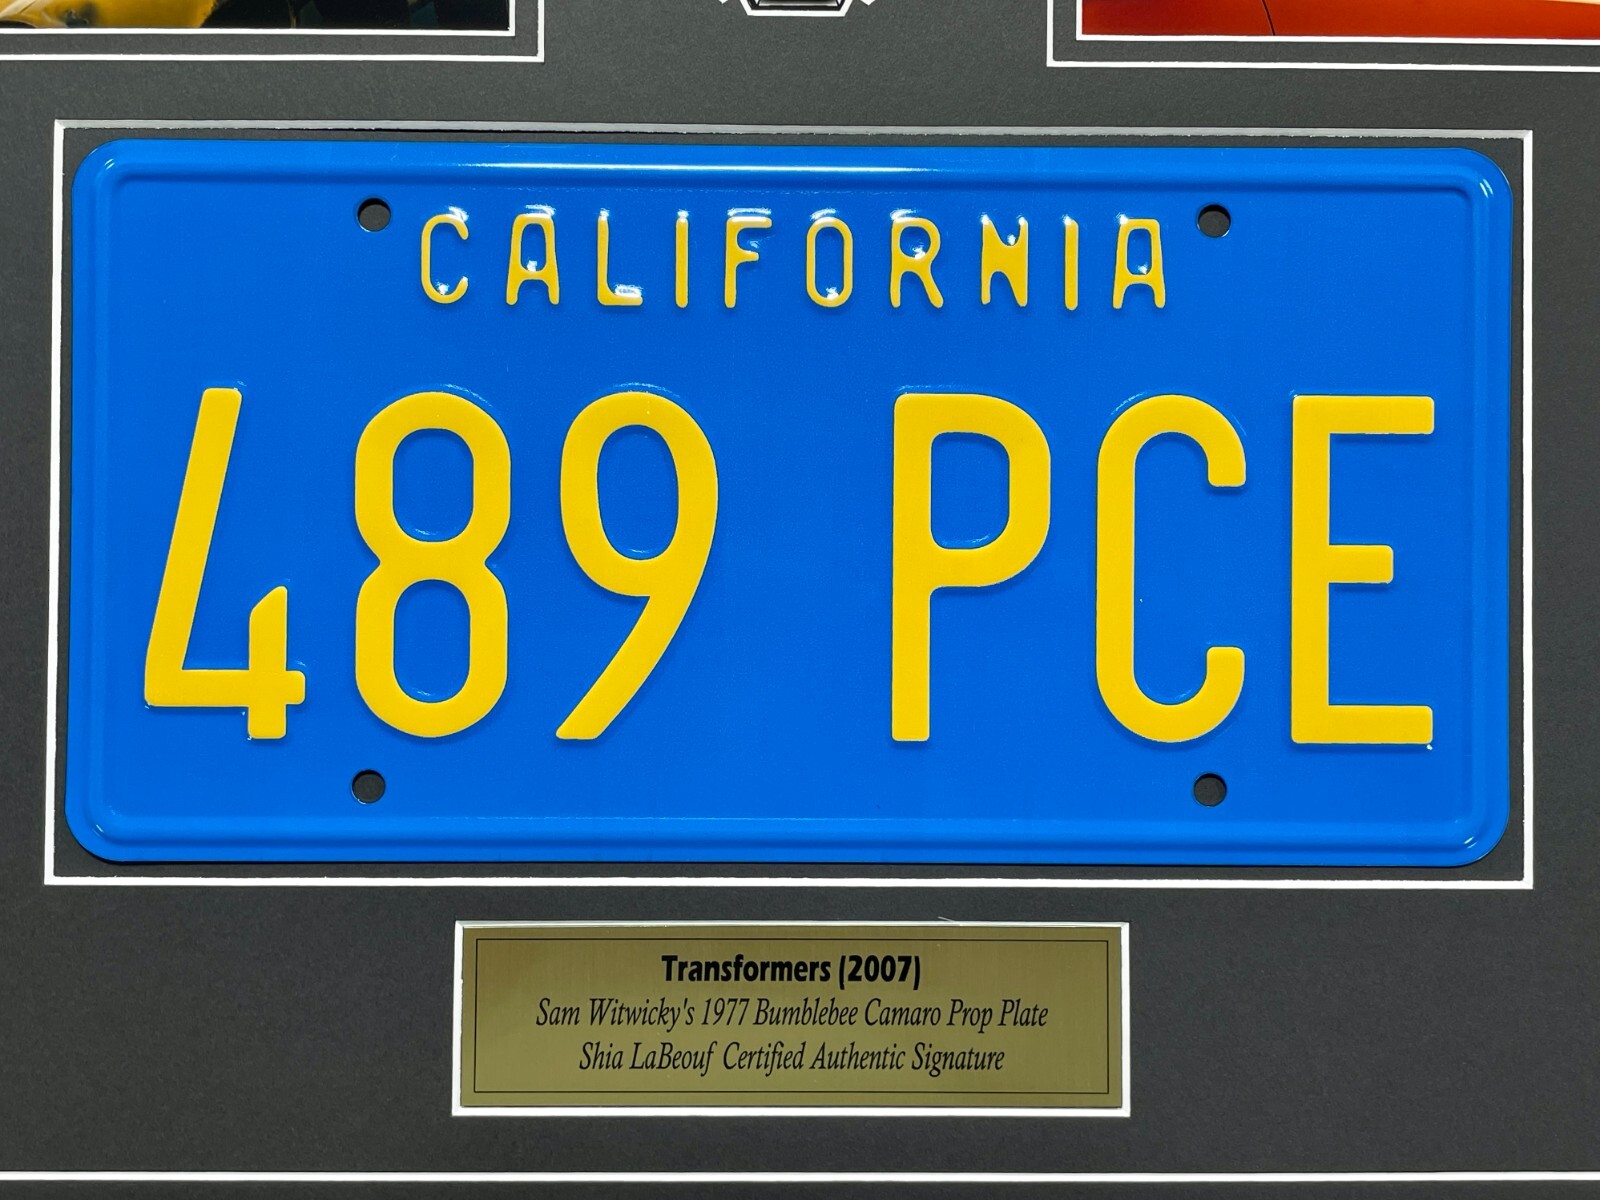 CALIFORNIA
489 PCE
Transformers (2007)
Sam Witwicky's 1977 Bumblebee Camaro Prop Plate
Shia LaBeouf Certified Authentic Signature